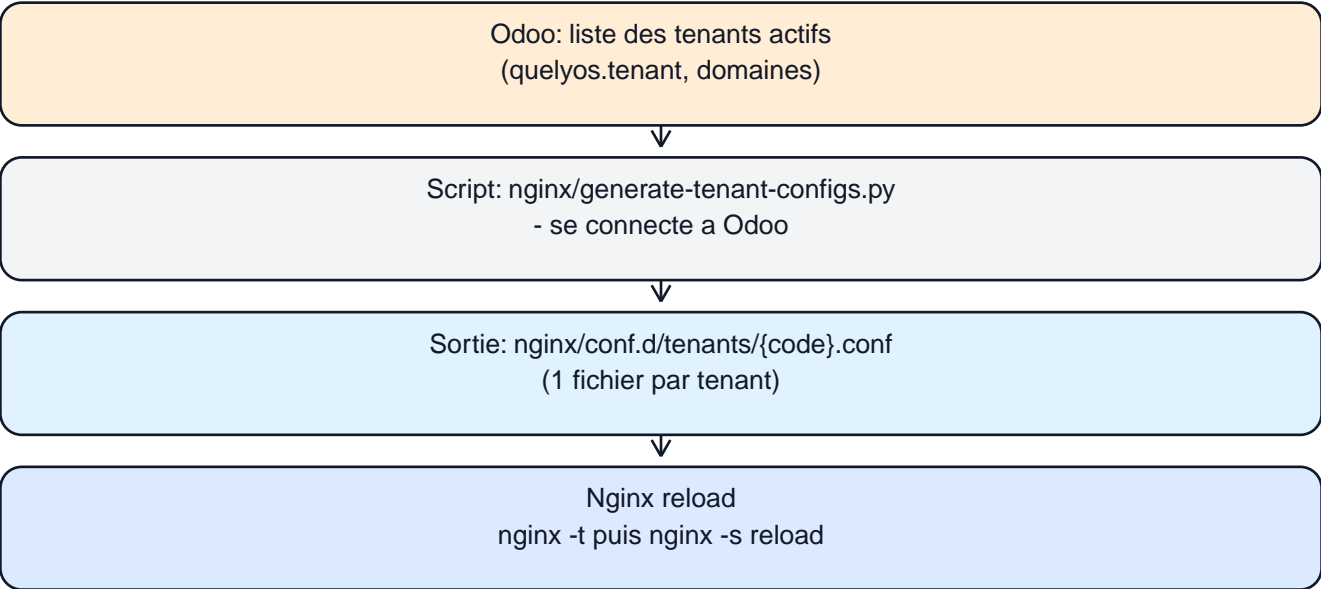 Odoo: liste des tenants actifs
(quelyos.tenant, domaines)
Script: nginx/generate-tenant-configs.py
- se connecte a Odoo
Sortie: nginx/conf.d/tenants/{code}.conf
(1 fichier par tenant)
Nginx reload
nginx -t puis nginx -s reload